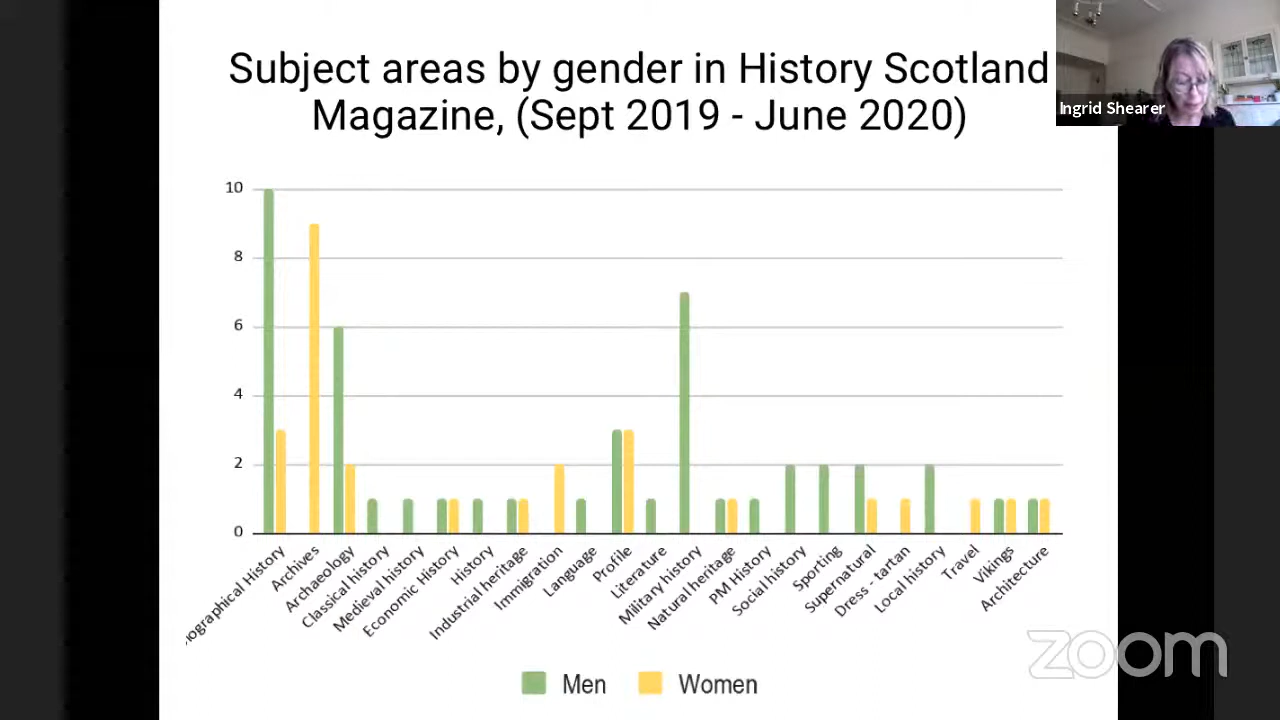 Subject areas by gender in History Scotland
Magazine, (Sept 2019 - June 2020)
Ingrid Shearer
10
8
6
4
2
0
iographical History
Archives
Archaeology
Classical history
Medieval history
Economic History
History
Industrial heritage
Immigration
Language
Profile
Literature
Military history
Natural heritage
PM History
Social history
Sporting
Supernatural
Dress - tartan
Local history
Travel
Vikings
Architecture
Men
Women
zoom